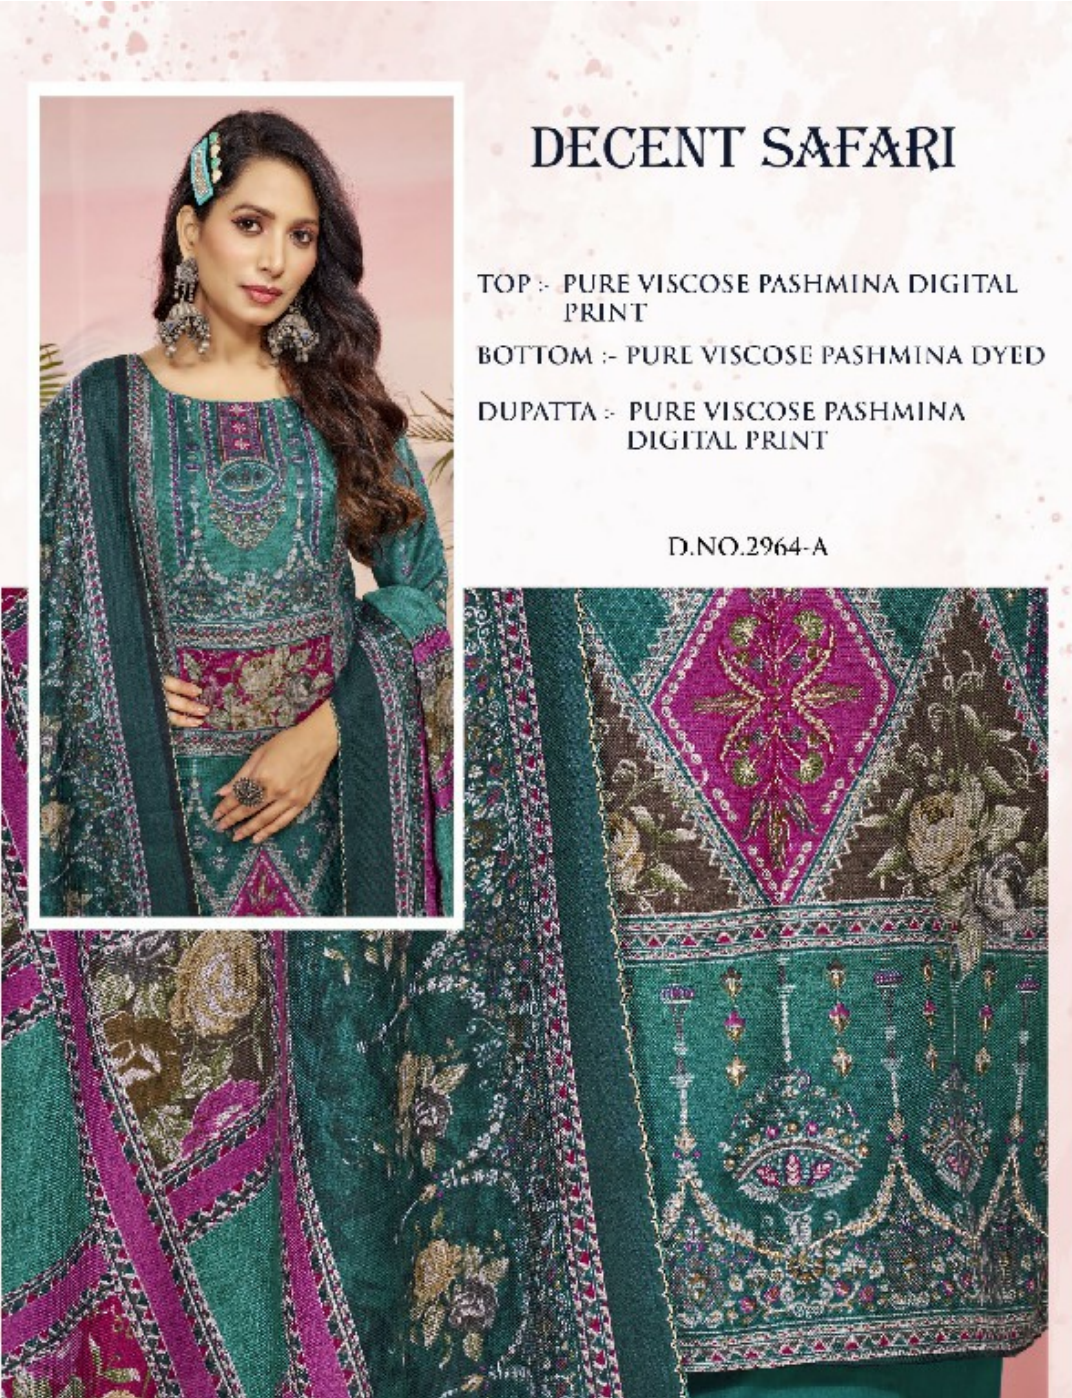 DECENT SAFARI
TOP :- PURE VISCOSE PASHMINA DIGITAL
PRINT
BOTTOM :- PURE VISCOSE PASHMINA DYED
DUPATTA :- PURE VISCOSE PASHMINA
DIGITAL PRINT
D.NO.2964-A